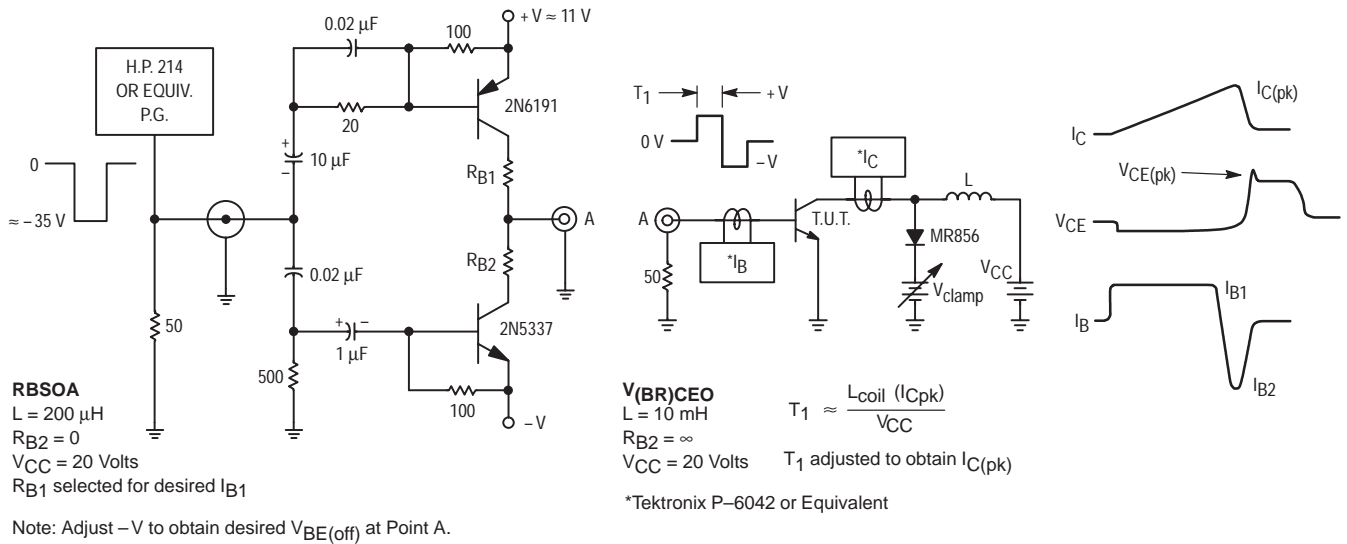 +V ≈ 11 V
0.02 µF
100
H.P. 214
OR EQUIV.
P.G.
20
2N6191
0
≈ –35 V
+
10 µF
–
RB1
A
RB2
0.02 µF
50
+ –
1 µF
2N5337
500
100
–V
RBSOA
L = 200 µH
RB2 = 0
VCC = 20 Volts
RB1 selected for desired IB1
Note: Adjust –V to obtain desired VBE(off) at Point A.
T1
+V
0 V
–V
*IC
L
A
T.U.T.
*IB
50
MR856
Vclamp
VCC
V(BR)CEO
L = 10 mH
RB2 = ∞
VCC = 20 Volts
T1 ≈ Lcoil (ICpk)
VCC
T1 adjusted to obtain IC(pk)
*Tektronix P–6042 or Equivalent
IC(pk)
IC
VCE(pk)
VCE
IB1
IB
IB2